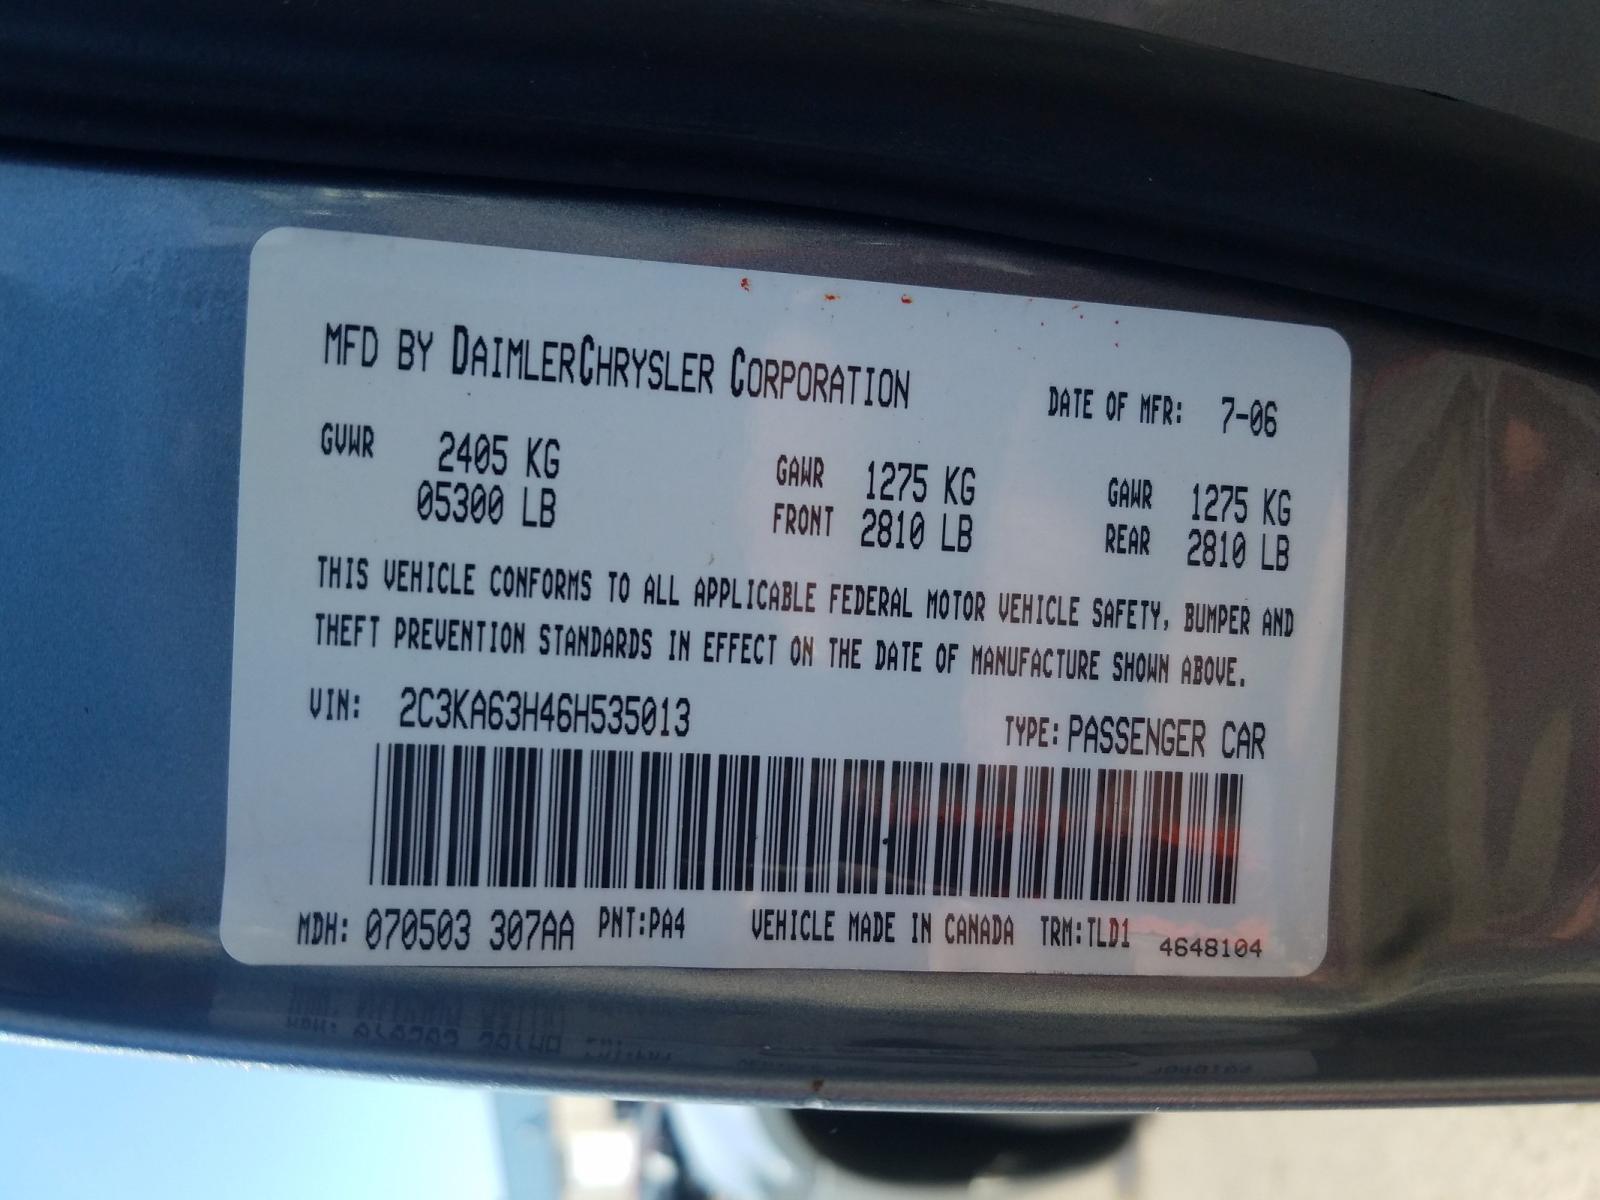 MFD BY DAIMLERCHRYSLER CORPORATION DATE OF MFR: 7-06
GVWR 2405 KG GAWR 1275 KG GAWR 1275 KG
05300 LB FRONT 2810 LB REAR 2810 LB
THIS VEHICLE CONFORMS TO ALL APPLICABLE FEDERAL MOTOR VEHICLE SAFETY, BUMPER AND
THEFT PREVENTION STANDARDS IN EFFECT ON THE DATE OF MANUFACTURE SHOWN ABOVE.
VIN: 2C3KA63H46H535013 TYPE: PASSENGER CAR
MDH: 070503 307AA PNT:PA4 VEHICLE MADE IN CANADA TRM:TLD1 4648104